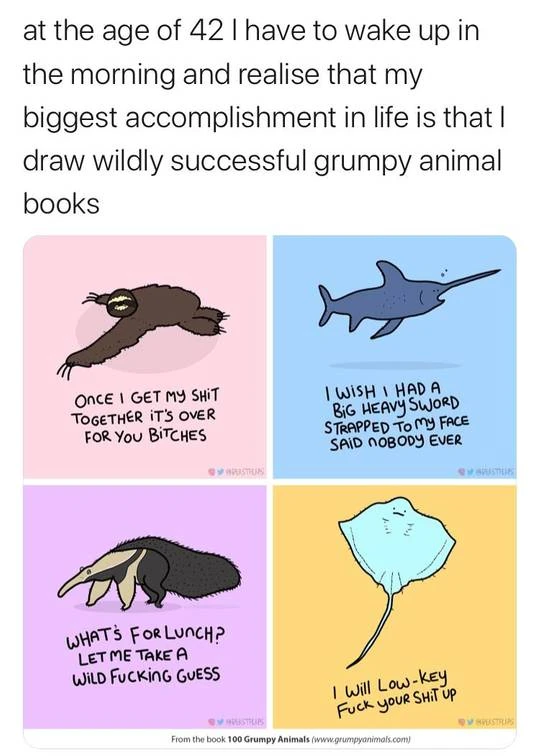 at the age of 42 I have to wake up in
the morning and realise that my
biggest accomplishment in life is that I
draw wildly successful grumpy animal
books
ONCE I GET MY SHIT
TOGETHER IT'S OVER
FOR YOU BITCHES
I WISH I HAD A
BIG HEAVY SWORD
STRAPPED TO MY FACE
SAID NOBODY EVER
WHAT'S FOR LUNCH?
LET ME TAKE A
WILD FUCKING GUESS
I WILL LOW-KEY
FUCK YOUR SHIT UP
From the book 100 Grumpy Animals (www.grumpyanimals.com)